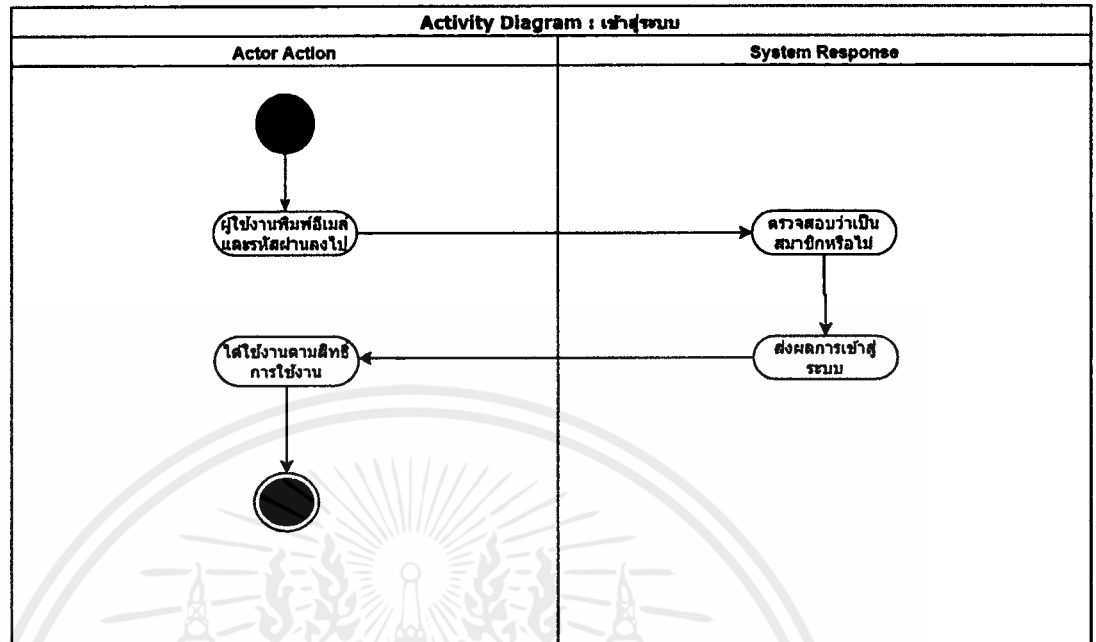 Activity Diagram : เข้าสู่ระบบ
Actor Action
System Response
ผู้ใช้งานพิมพ์อีเมล์
และรหัสผ่านลงไป
ตรวจสอบว่าเป็น
สมาชิกหรือไม่
ได้ใช้งานตามสิทธิ์
การใช้งาน
ส่งผลการเข้าสู่
ระบบ